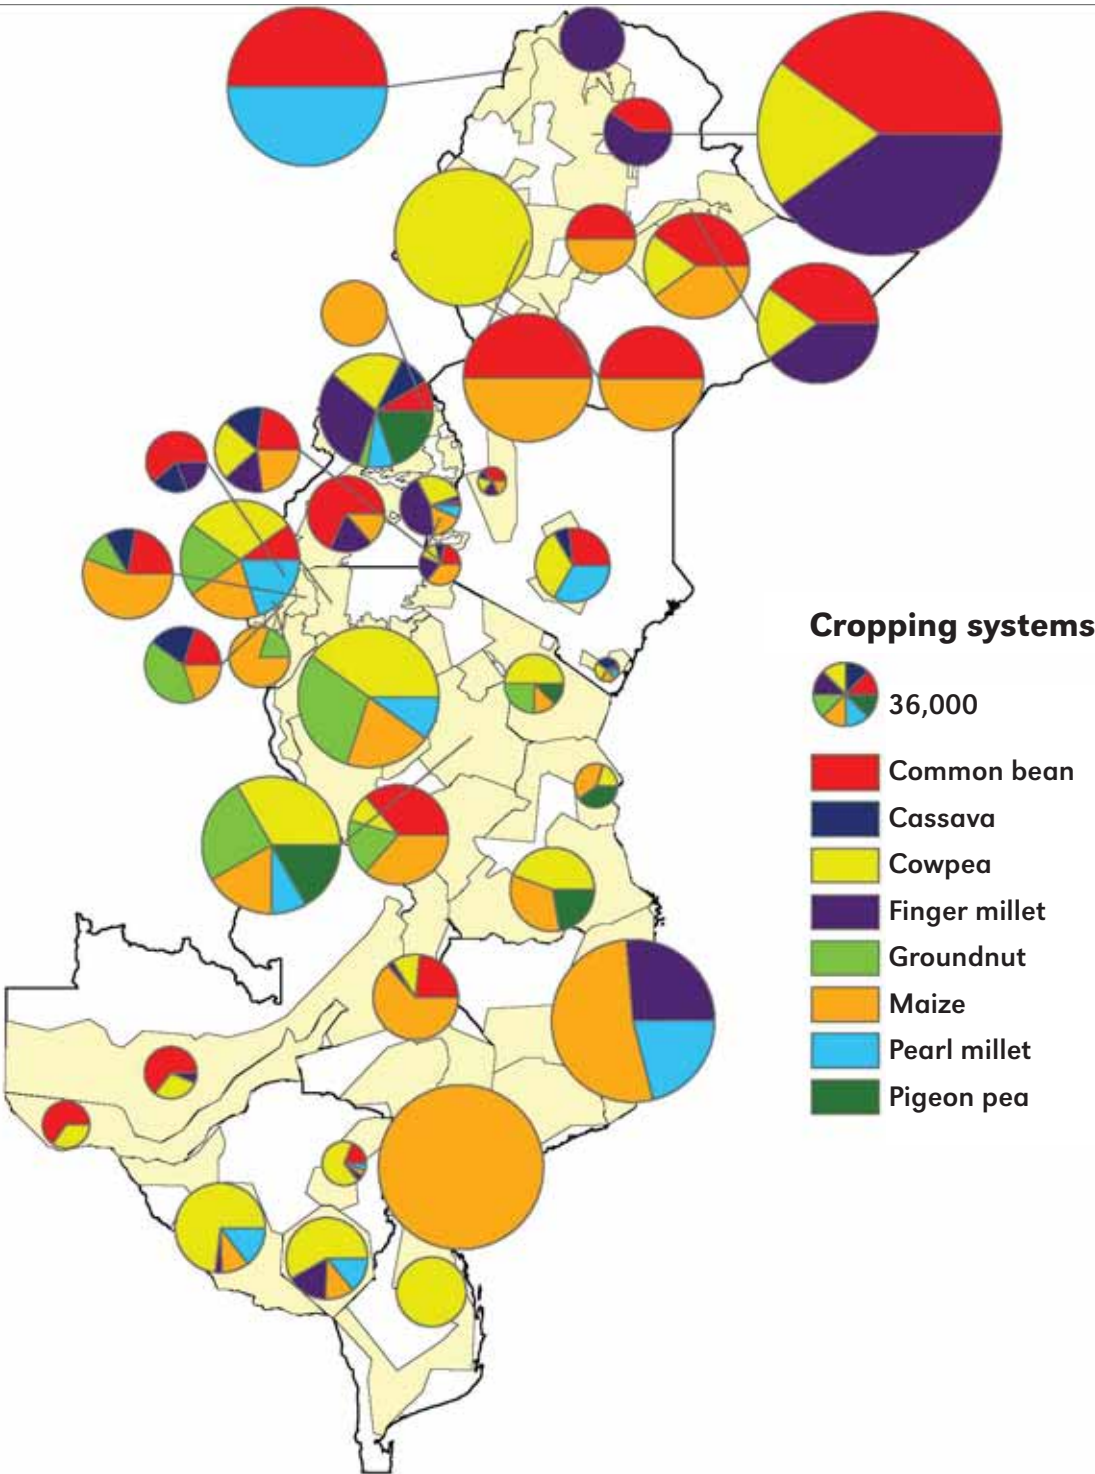 Cropping systems
36,000
Common bean
Cassava
Cowpea
Finger millet
Groundnut
Maize
Pearl millet
Pigeon pea